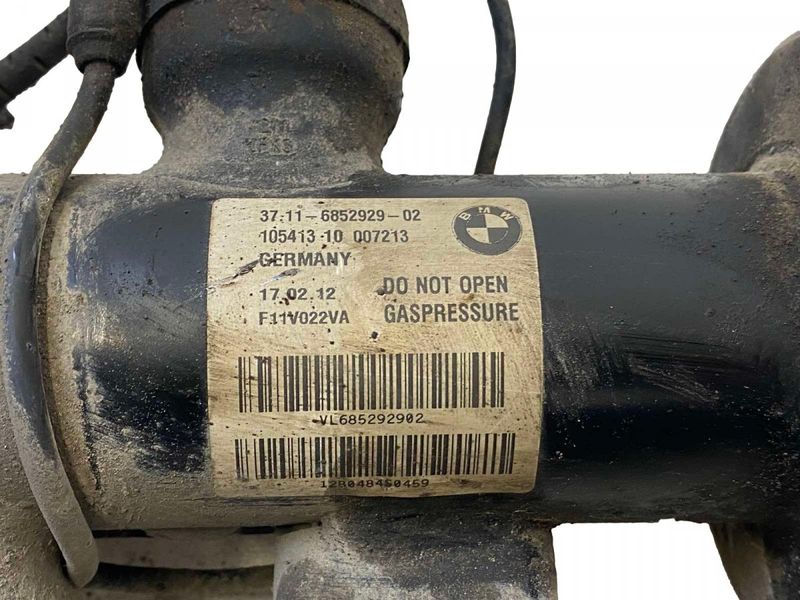 37.11-6852929-02
BMW
105413 10 007213
GERMANY
17.02.12
DO NOT OPEN
F11V022VA
GASPRESSURE
VL685292902